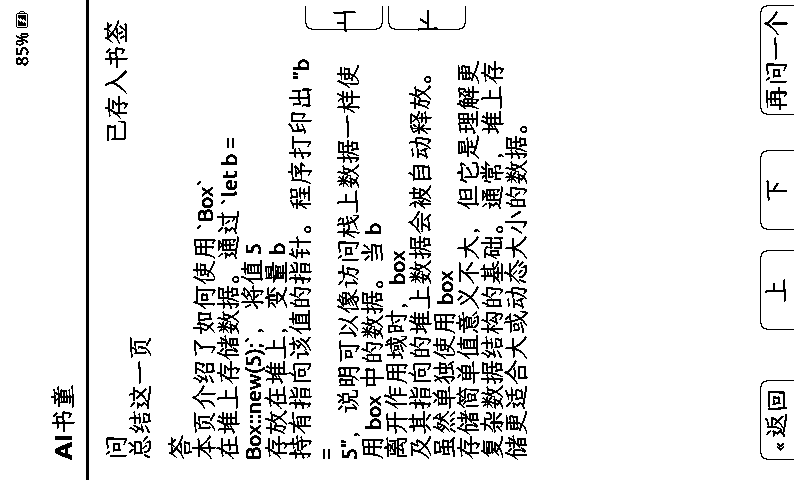 85%
AI书童
已存入书签
问
总结这一页
答
本页介绍了如何使用 `Box`
在堆上存储数据。通过 `let b =
Box::new(5);`，将值 5
存放在堆上，变量 b
持有指向该值的指针。程序打印出 "b
=
5"，说明可以像访问栈上数据一样使
用 box 中的数据。当 b
离开作用域时，box
及其指向的堆上数据会被自动释放。
虽然单独使用 box
存储简单值意义不大，但它是理解更
复杂数据结构的基础。通常，堆上存
储更适合大或动态大小的数据。
« 返回
上
下
再问一个